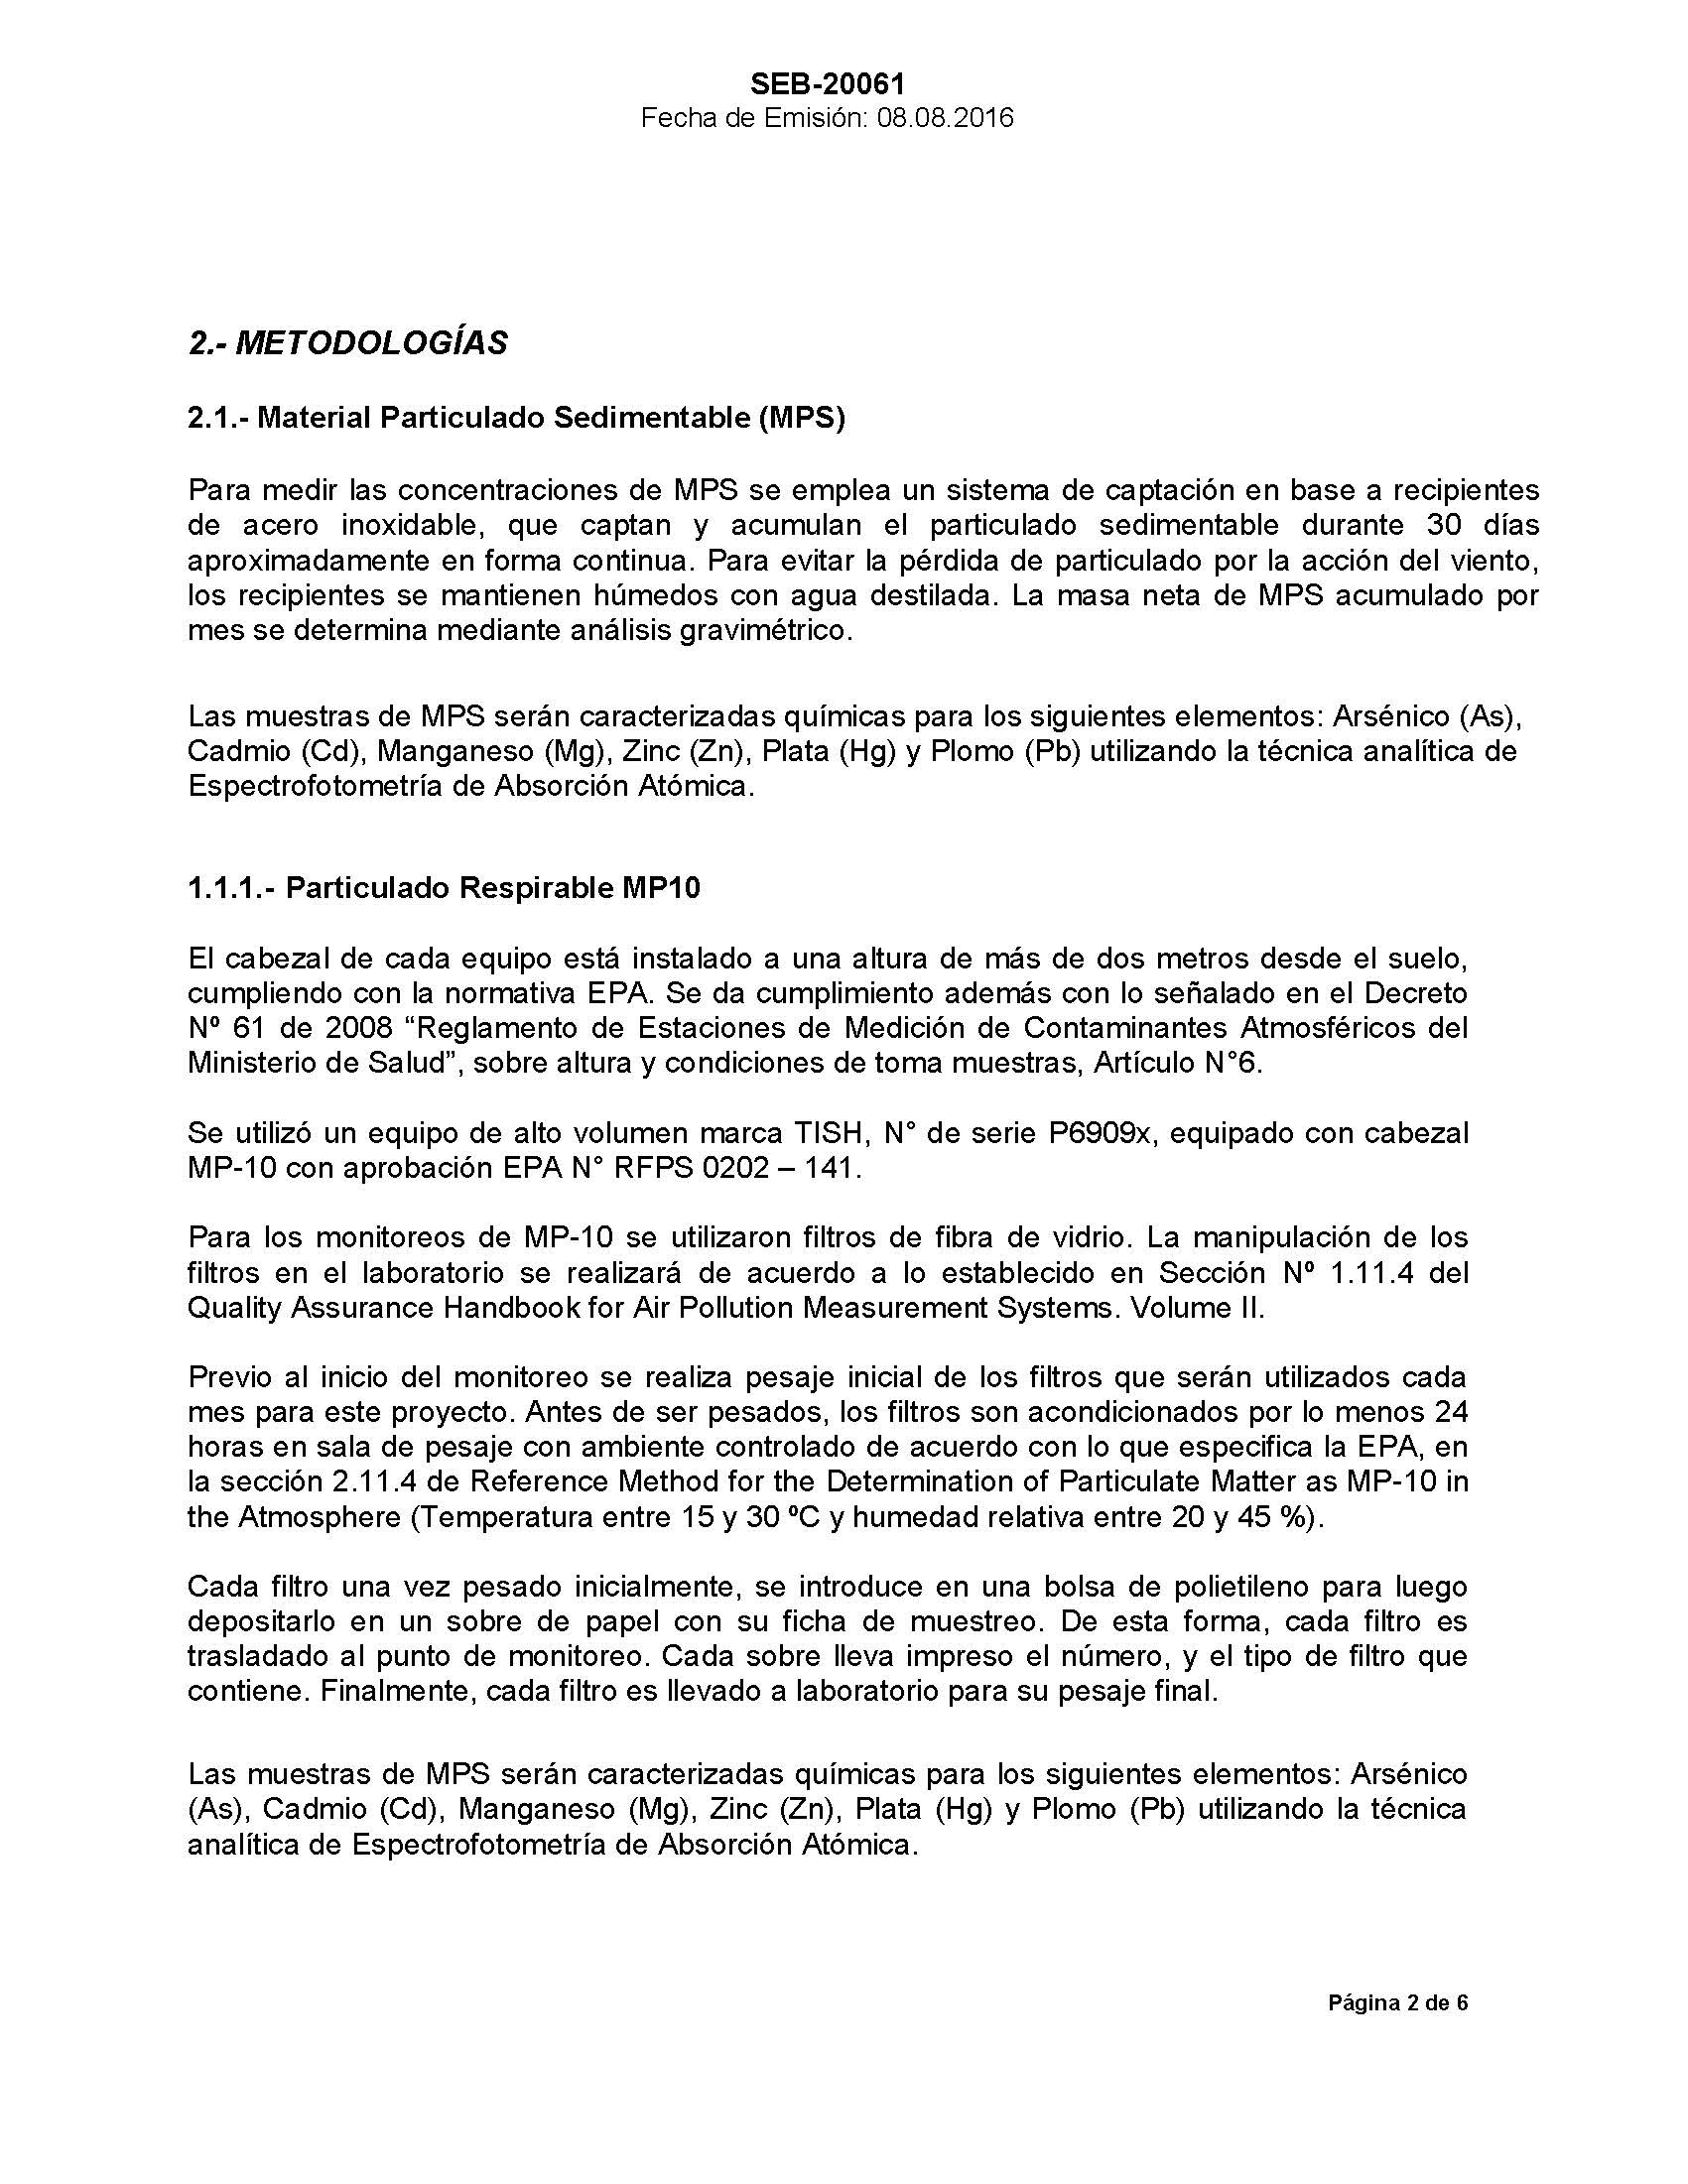 SEB-20061
Fecha de Emisión: 08.08.2016
2.- METODOLOGÍAS
2.1.- Material Particulado Sedimentable (MPS)
Para medir las concentraciones de MPS se emplea un sistema de captación en base a recipientes
de acero inoxidable, que captan y acumulan el particulado sedimentable durante 30 días
aproximadamente en forma continua. Para evitar la pérdida de particulado por la acción del viento,
los recipientes se mantienen húmedos con agua destilada. La masa neta de MPS acumulado por
mes se determina mediante análisis gravimétrico.
Las muestras de MPS serán caracterizadas químicas para los siguientes elementos: Arsénico (As),
Cadmio (Cd), Manganeso (Mg), Zinc (Zn), Plata (Hg) y Plomo (Pb) utilizando la técnica analítica de
Espectrofotometría de Absorción Atómica.
1.1.1.- Particulado Respirable MP10
El cabezal de cada equipo está instalado a una altura de más de dos metros desde el suelo,
cumpliendo con la normativa EPA. Se da cumplimiento además con lo señalado en el Decreto
Nº 61 de 2008 “Reglamento de Estaciones de Medición de Contaminantes Atmosféricos del
Ministerio de Salud”, sobre altura y condiciones de toma muestras, Artículo N°6.
Se utilizó un equipo de alto volumen marca TISH, N° de serie P6909x, equipado con cabezal
MP-10 con aprobación EPA N° RFPS 0202 – 141.
Para los monitoreos de MP-10 se utilizaron filtros de fibra de vidrio. La manipulación de los
filtros en el laboratorio se realizará de acuerdo a lo establecido en Sección Nº 1.11.4 del
Quality Assurance Handbook for Air Pollution Measurement Systems. Volume II.
Previo al inicio del monitoreo se realiza pesaje inicial de los filtros que serán utilizados cada
mes para este proyecto. Antes de ser pesados, los filtros son acondicionados por lo menos 24
horas en sala de pesaje con ambiente controlado de acuerdo con lo que especifica la EPA, en
la sección 2.11.4 de Reference Method for the Determination of Particulate Matter as MP-10 in
the Atmosphere (Temperatura entre 15 y 30 ºC y humedad relativa entre 20 y 45 %).
Cada filtro una vez pesado inicialmente, se introduce en una bolsa de polietileno para luego
depositarlo en un sobre de papel con su ficha de muestreo. De esta forma, cada filtro es
trasladado al punto de monitoreo. Cada sobre lleva impreso el número, y el tipo de filtro que
contiene. Finalmente, cada filtro es llevado a laboratorio para su pesaje final.
Las muestras de MPS serán caracterizadas químicas para los siguientes elementos: Arsénico
(As), Cadmio (Cd), Manganeso (Mg), Zinc (Zn), Plata (Hg) y Plomo (Pb) utilizando la técnica
analítica de Espectrofotometría de Absorción Atómica.
Página 2 de 6